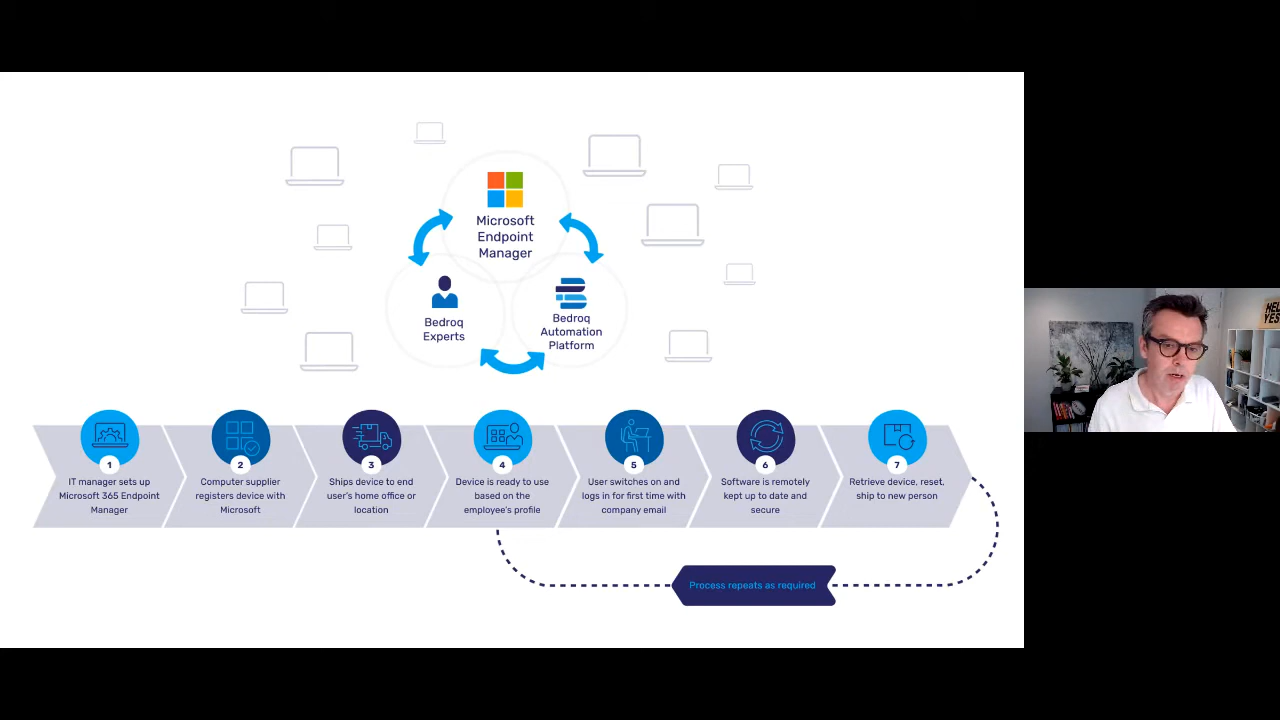 Microsoft
Endpoint
Manager
Bedroq
Experts
Bedroq
Automation
Platform
1
IT manager sets up
Microsoft 365 Endpoint
Manager
2
Computer supplier
registers device with
Microsoft
3
Ships device to end
user's home office or
location
4
Device is ready to use
based on the
employee's profile
5
User switches on and
logs in for first time with
company email
6
Software is remotely
kept up to date and
secure
7
Retrieve device, reset,
ship to new person
Process repeats as required